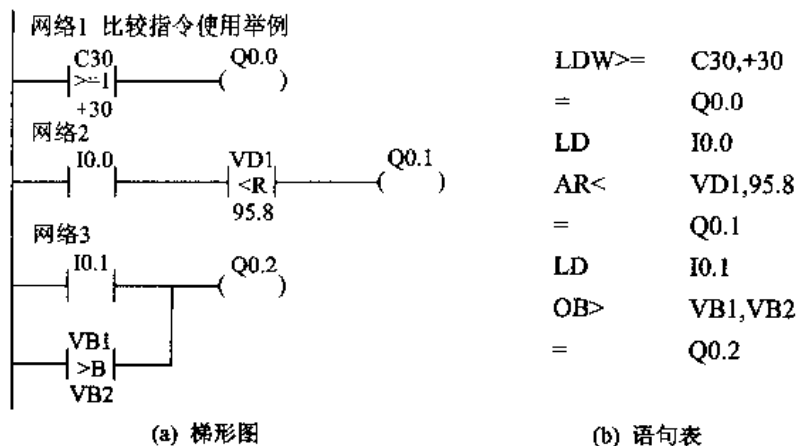 网络1 比较指令使用举例
C30
>=1
+30
Q0.0
( )
网络2
I0.0
VD1
<R
95.8
Q0.1
( )
网络3
I0.1
Q0.2
( )
VB1
>B
VB2
(a) 梯形图
LDW>= C30,+30
= Q0.0
LD I0.0
AR< VD1,95.8
= Q0.1
LD I0.1
OB> VB1,VB2
= Q0.2
(b) 语句表